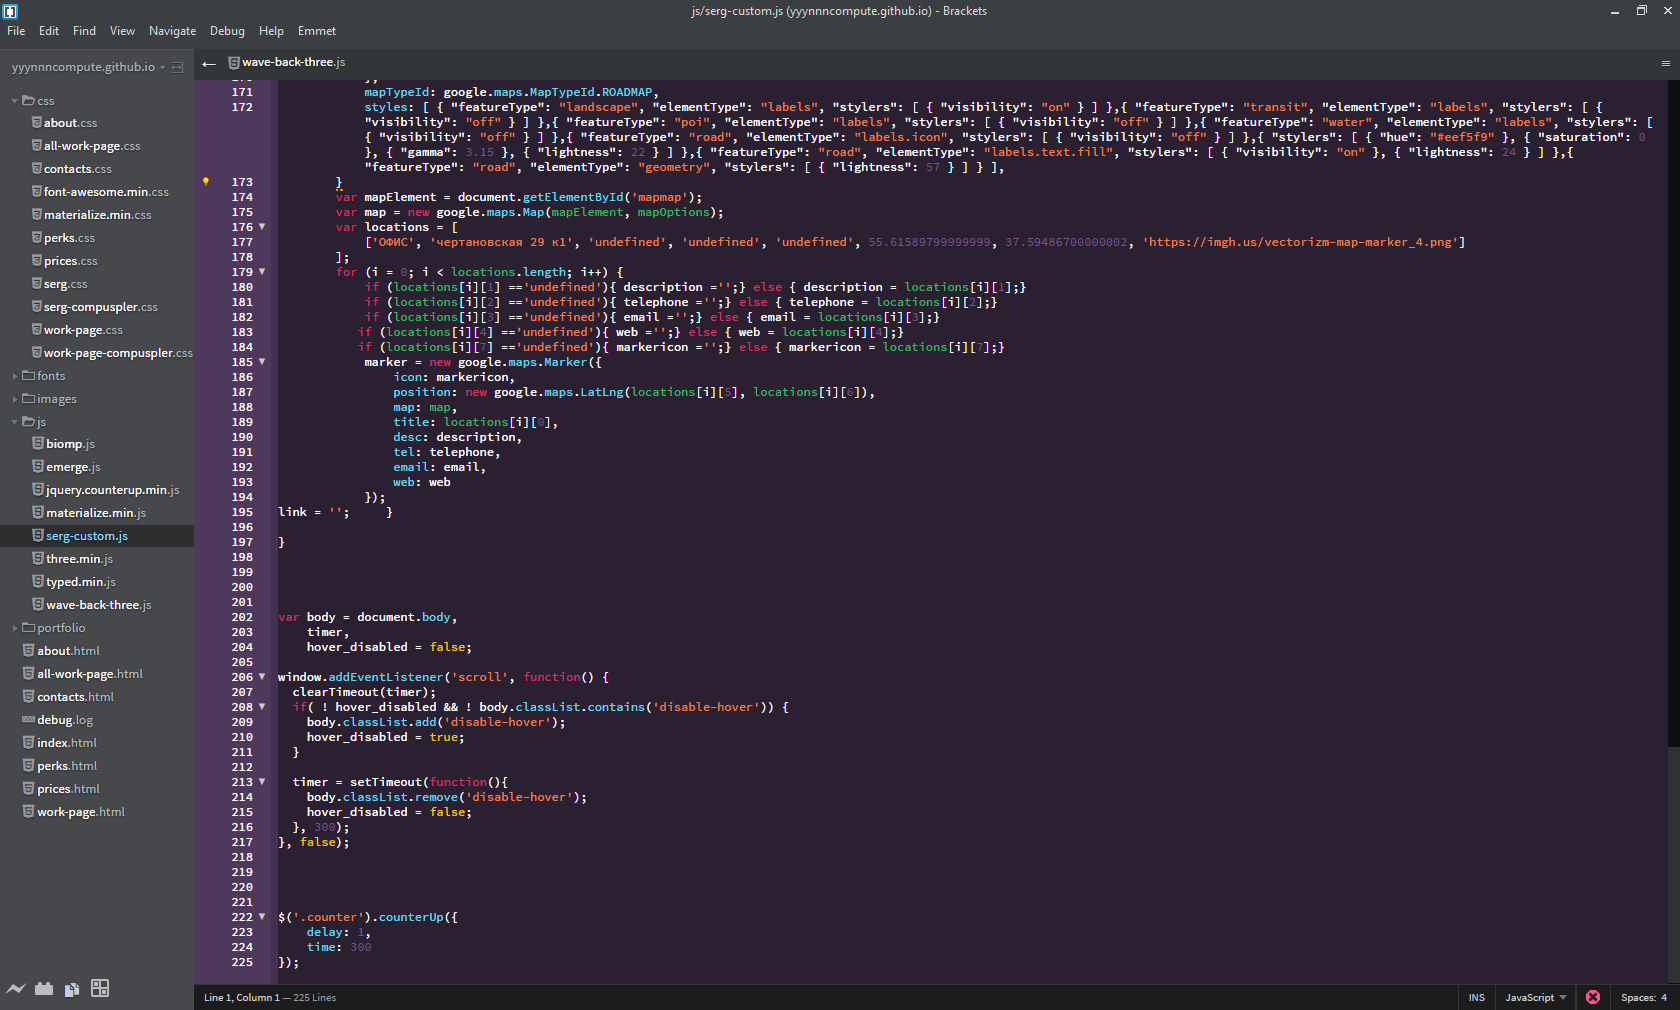 js/serg-custom.js (yyynnncompute.github.io) - Brackets
File Edit Find View Navigate Debug Help Emmet
yyynnncompute.github.io
css
about.css
all-work-page.css
contacts.css
font-awesome.min.css
materialize.min.css
perks.css
prices.css
serg.css
serg-compuspler.css
work-page.css
work-page-compuspler.css
fonts
images
js
biomp.js
emerge.js
jquery.counterup.min.js
materialize.min.js
serg-custom.js
three.min.js
typed.min.js
wave-back-three.js
portfolio
about.html
all-work-page.html
contacts.html
debug.log
index.html
perks.html
prices.html
work-page.html
wave-back-three.js
171 mapTypeId: google.maps.MapTypeId.ROADMAP,
172 styles: [ { "featureType": "landscape", "elementType": "labels", "stylers": [ { "visibility": "on" } ] },{ "featureType": "transit", "elementType": "labels", "stylers": [ {
"visibility": "off" } ] },{ "featureType": "poi", "elementType": "labels", "stylers": [ { "visibility": "off" } ] },{ "featureType": "water", "elementType": "labels", "stylers": [
{ "visibility": "off" } ] },{ "featureType": "road", "elementType": "labels.icon", "stylers": [ { "visibility": "off" } ] },{ "stylers": [ { "hue": "#eef5f9" }, { "saturation": 0
}, { "gamma": 3.15 }, { "lightness": 22 } ] },{ "featureType": "road", "elementType": "labels.text.fill", "stylers": [ { "visibility": "on" }, { "lightness": 24 } ] },{
"featureType": "road", "elementType": "geometry", "stylers": [ { "lightness": 57 } ] } ],
173 }
174 var mapElement = document.getElementById('mapmap');
175 var map = new google.maps.Map(mapElement, mapOptions);
176 var locations = [
177 ['ОФИС', 'чертановская 29 к1', 'undefined', 'undefined', 'undefined', 55.61589799999999, 37.59486700000002, 'https://imgh.us/vectorizm-map-marker_4.png']
178 ];
179 for (i = 0; i < locations.length; i++) {
180 if (locations[i][1] =='undefined'){ description ='';} else { description = locations[i][1];}
181 if (locations[i][2] =='undefined'){ telephone ='';} else { telephone = locations[i][2];}
182 if (locations[i][3] =='undefined'){ email ='';} else { email = locations[i][3];}
183 if (locations[i][4] =='undefined'){ web ='';} else { web = locations[i][4];}
184 if (locations[i][7] =='undefined'){ markericon ='';} else { markericon = locations[i][7];}
185 marker = new google.maps.Marker({
186 icon: markericon,
187 position: new google.maps.LatLng(locations[i][5], locations[i][6]),
188 map: map,
189 title: locations[i][0],
190 desc: description,
191 tel: telephone,
192 email: email,
193 web: web
194 });
195 link = ''; }
196
197 }
198
199
200
201
202 var body = document.body,
203 timer,
204 hover_disabled = false;
205
206 window.addEventListener('scroll', function() {
207 clearTimeout(timer);
208 if( ! hover_disabled && ! body.classList.contains('disable-hover')) {
209 body.classList.add('disable-hover');
210 hover_disabled = true;
211 }
212
213 timer = setTimeout(function(){
214 body.classList.remove('disable-hover');
215 hover_disabled = false;
216 }, 300);
217 }, false);
218
219
220
221
222 $('.counter').counterUp({
223 delay: 1,
224 time: 300
225 });
Line 1, Column 1 — 225 Lines
INS JavaScript Spaces: 4